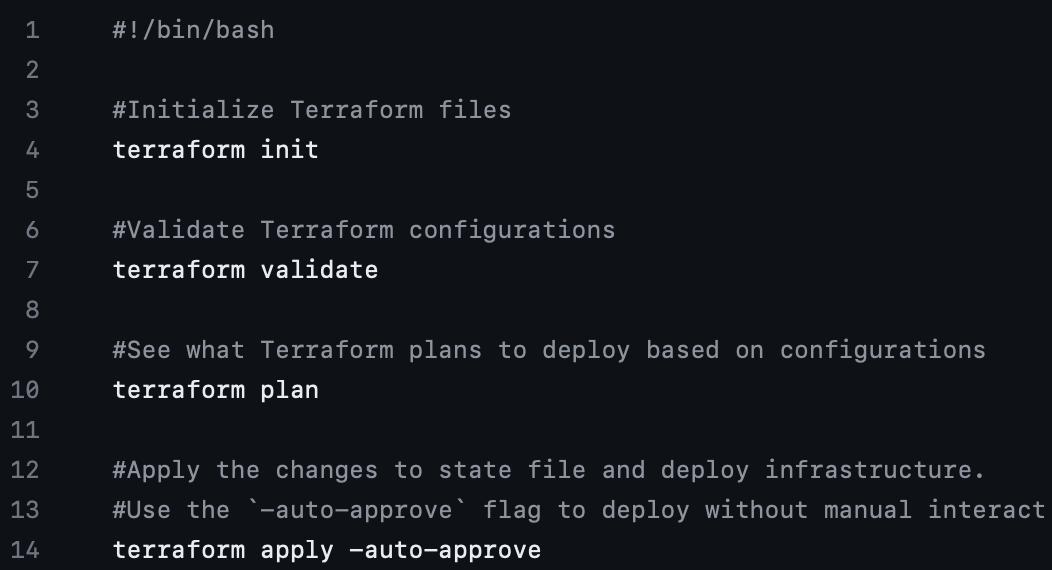 1 #!/bin/bash
2
3 #Initialize Terraform files
4 terraform init
5
6 #Validate Terraform configurations
7 terraform validate
8
9 #See what Terraform plans to deploy based on configurations
10 terraform plan
11
12 #Apply the changes to state file and deploy infrastructure.
13 #Use the `-auto-approve` flag to deploy without manual interact
14 terraform apply -auto-approve